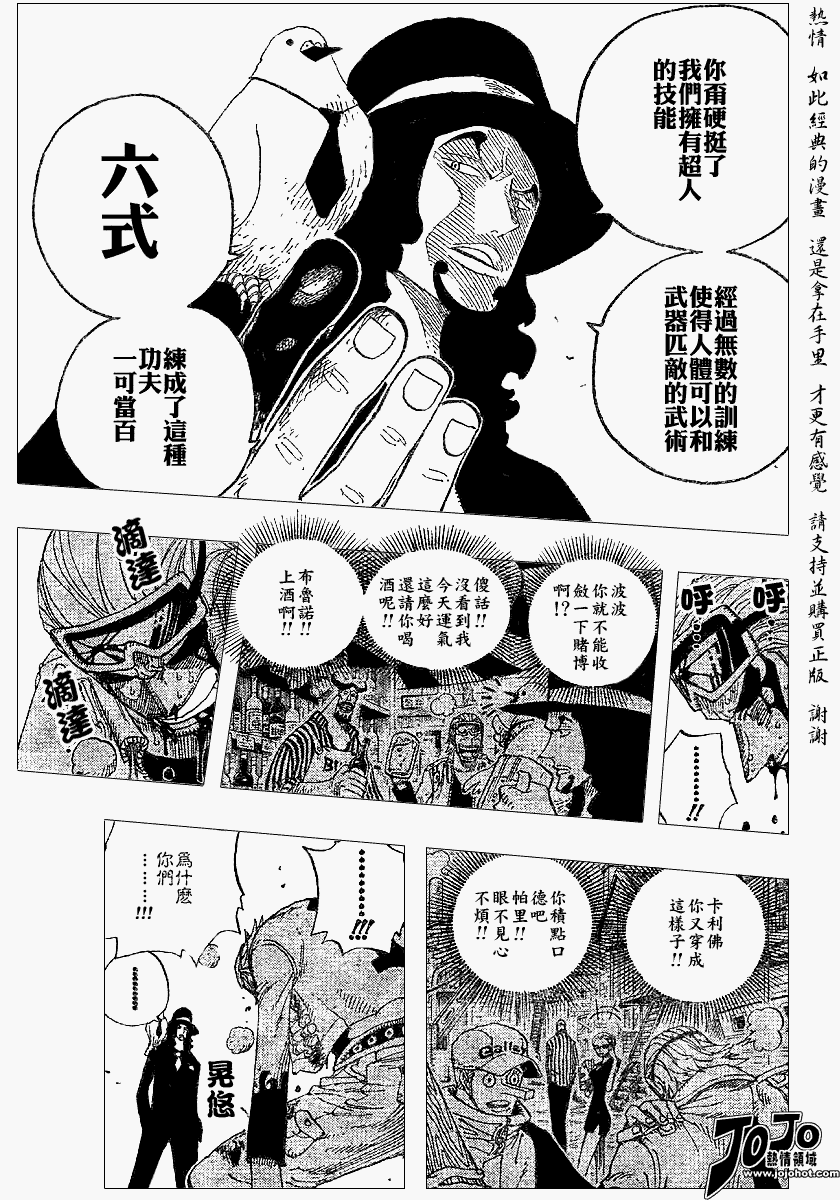 你甭硬挺了
我們擁有超人
的技能
經過無數的訓練
使得人體可以和
武器匹敵的武術
六式
練成了這種
功夫
一可當百
呼…
呼…
………!!
波波
你就不能收
斂一下賭博
啊!?
傻話!!
沒看到我
今天運氣
這麼好
還請你喝
酒呢!!
布魯諾
上酒啊!!
B1
滴達
滴達
卡利佛
你又穿成
這樣子!!
你積點口
德吧
帕里!!
眼不見心
不煩!!
Galla
………!!!
為什麼
你們
………!!!
………
晃悠
熱情 如此經典的漫畫 還是拿在手里 才更有感覺 請支持並購買正版 謝謝
JOJO
熱情領域
www.jojohot.com